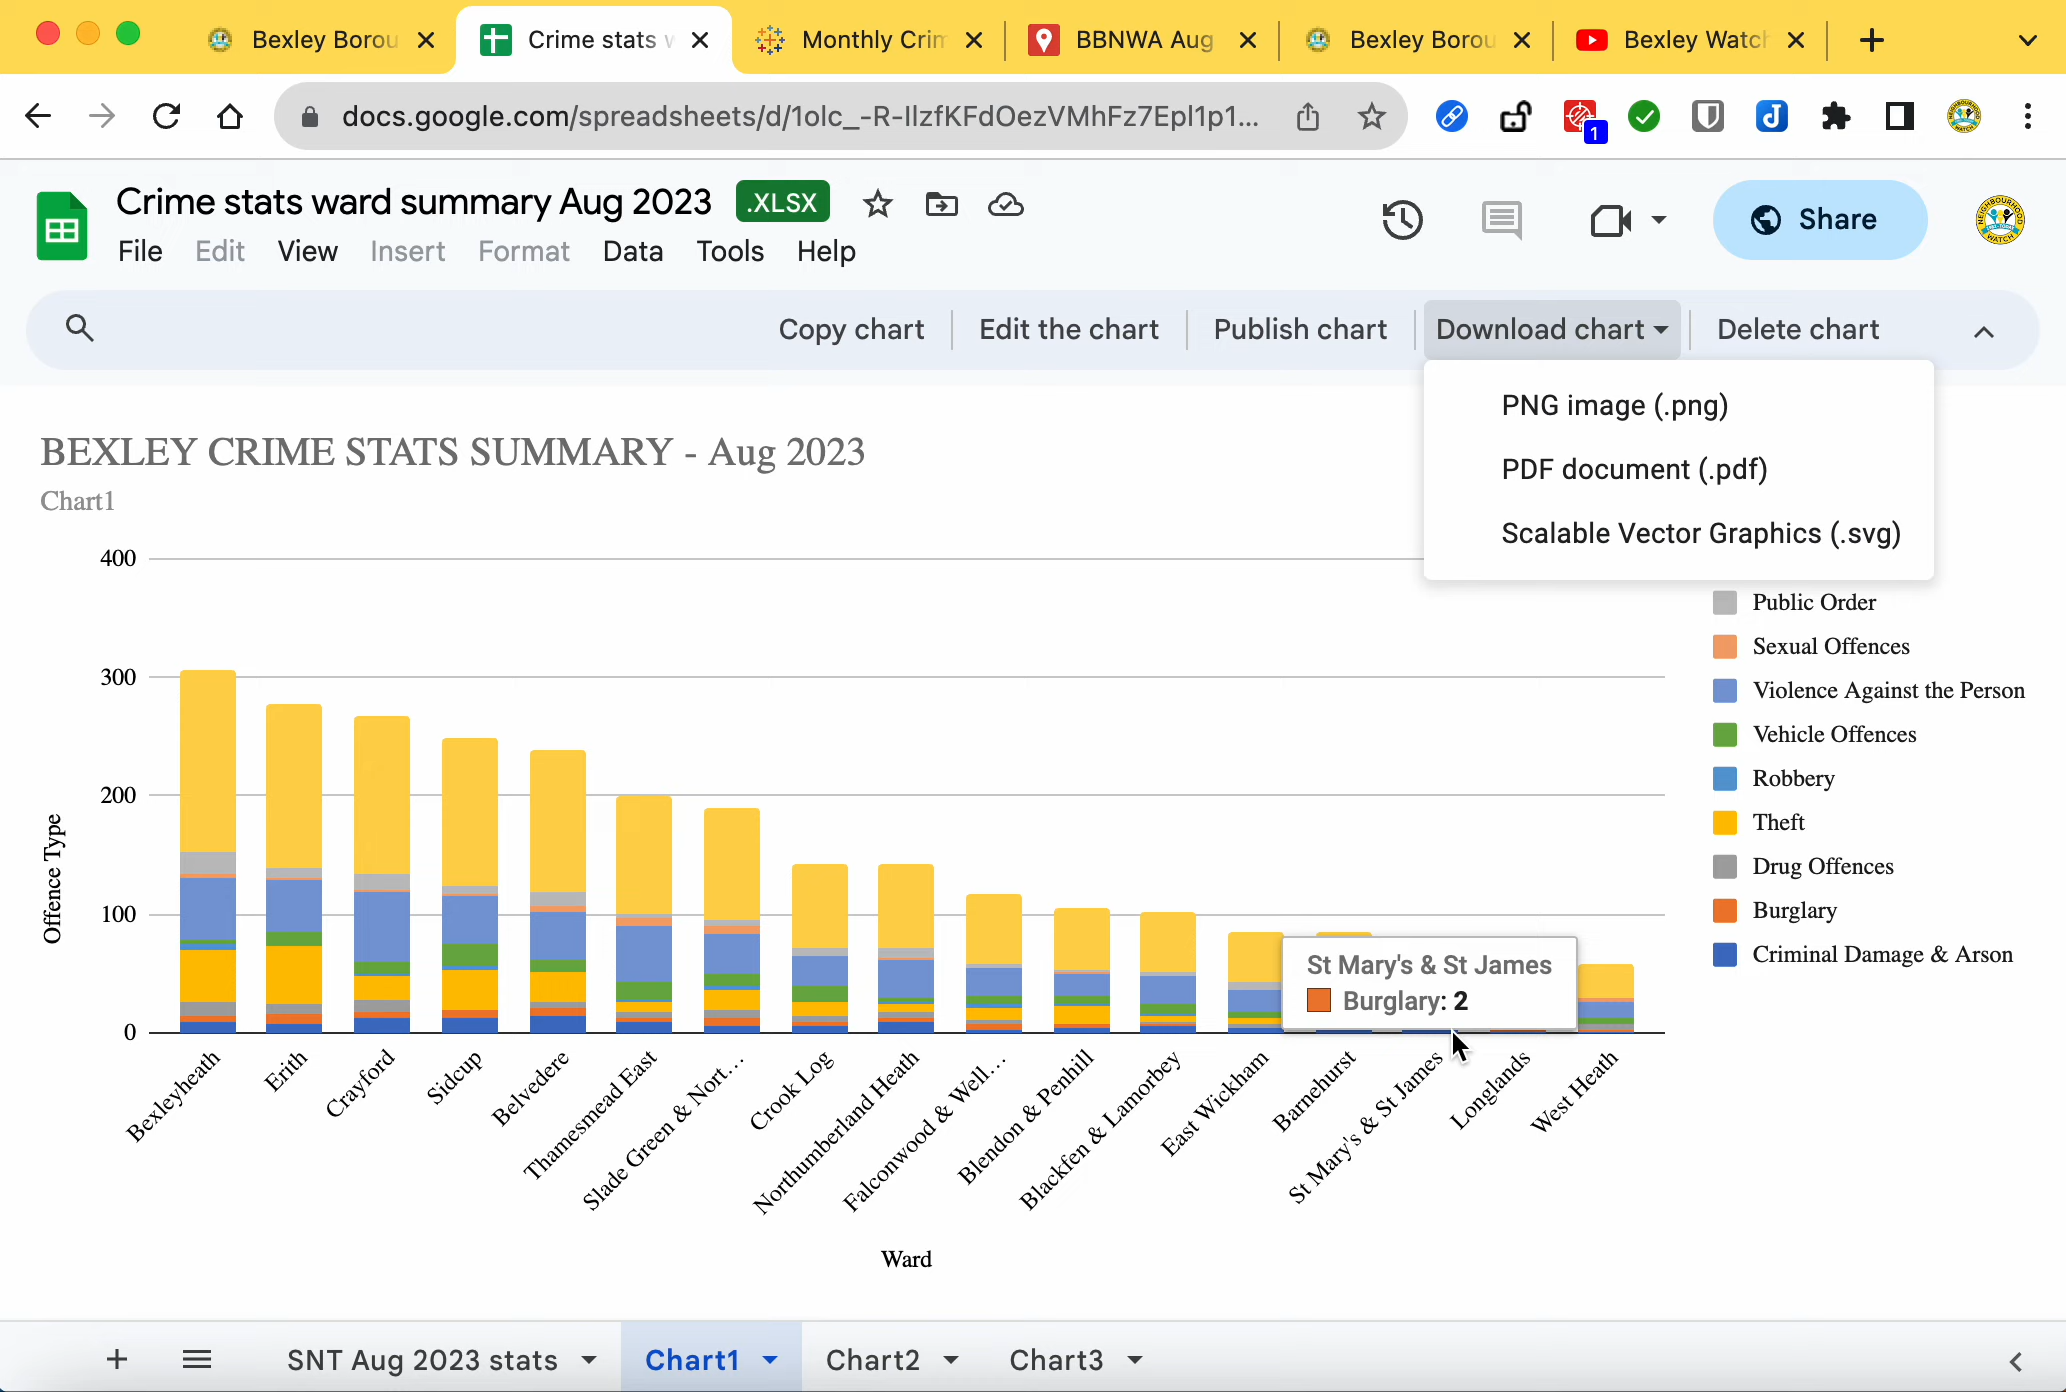 Bexley Borou
Crime stats w
Monthly Crim
BBNWA Aug
Bexley Borou
Bexley Watch
docs.google.com/spreadsheets/d/1olc_-R-IlzfKFdOezVMhFz7Epl1p1...
1
Crime stats ward summary Aug 2023
.XLSX
File Edit View Insert Format Data Tools Help
Share
Copy chart
Edit the chart
Publish chart
Download chart
Delete chart
PNG image (.png)
PDF document (.pdf)
Scalable Vector Graphics (.svg)
BEXLEY CRIME STATS SUMMARY - Aug 2023
Chart1
400
300
200
100
0
Offence Type
Public Order
Sexual Offences
Violence Against the Person
Vehicle Offences
Robbery
Theft
Drug Offences
Burglary
Criminal Damage & Arson
St Mary's & St James
Burglary: 2
Bexleyheath
Erith
Crayford
Sidcup
Belvedere
Thamesmead East
Slade Green & Nort...
Crook Log
Northumberland Heath
Falconwood & Well...
Blendon & Penhill
Blackfen & Lamorbey
East Wickham
Barnehurst
St Mary's & St James
Longlands
West Heath
Ward
SNT Aug 2023 stats
Chart1
Chart2
Chart3